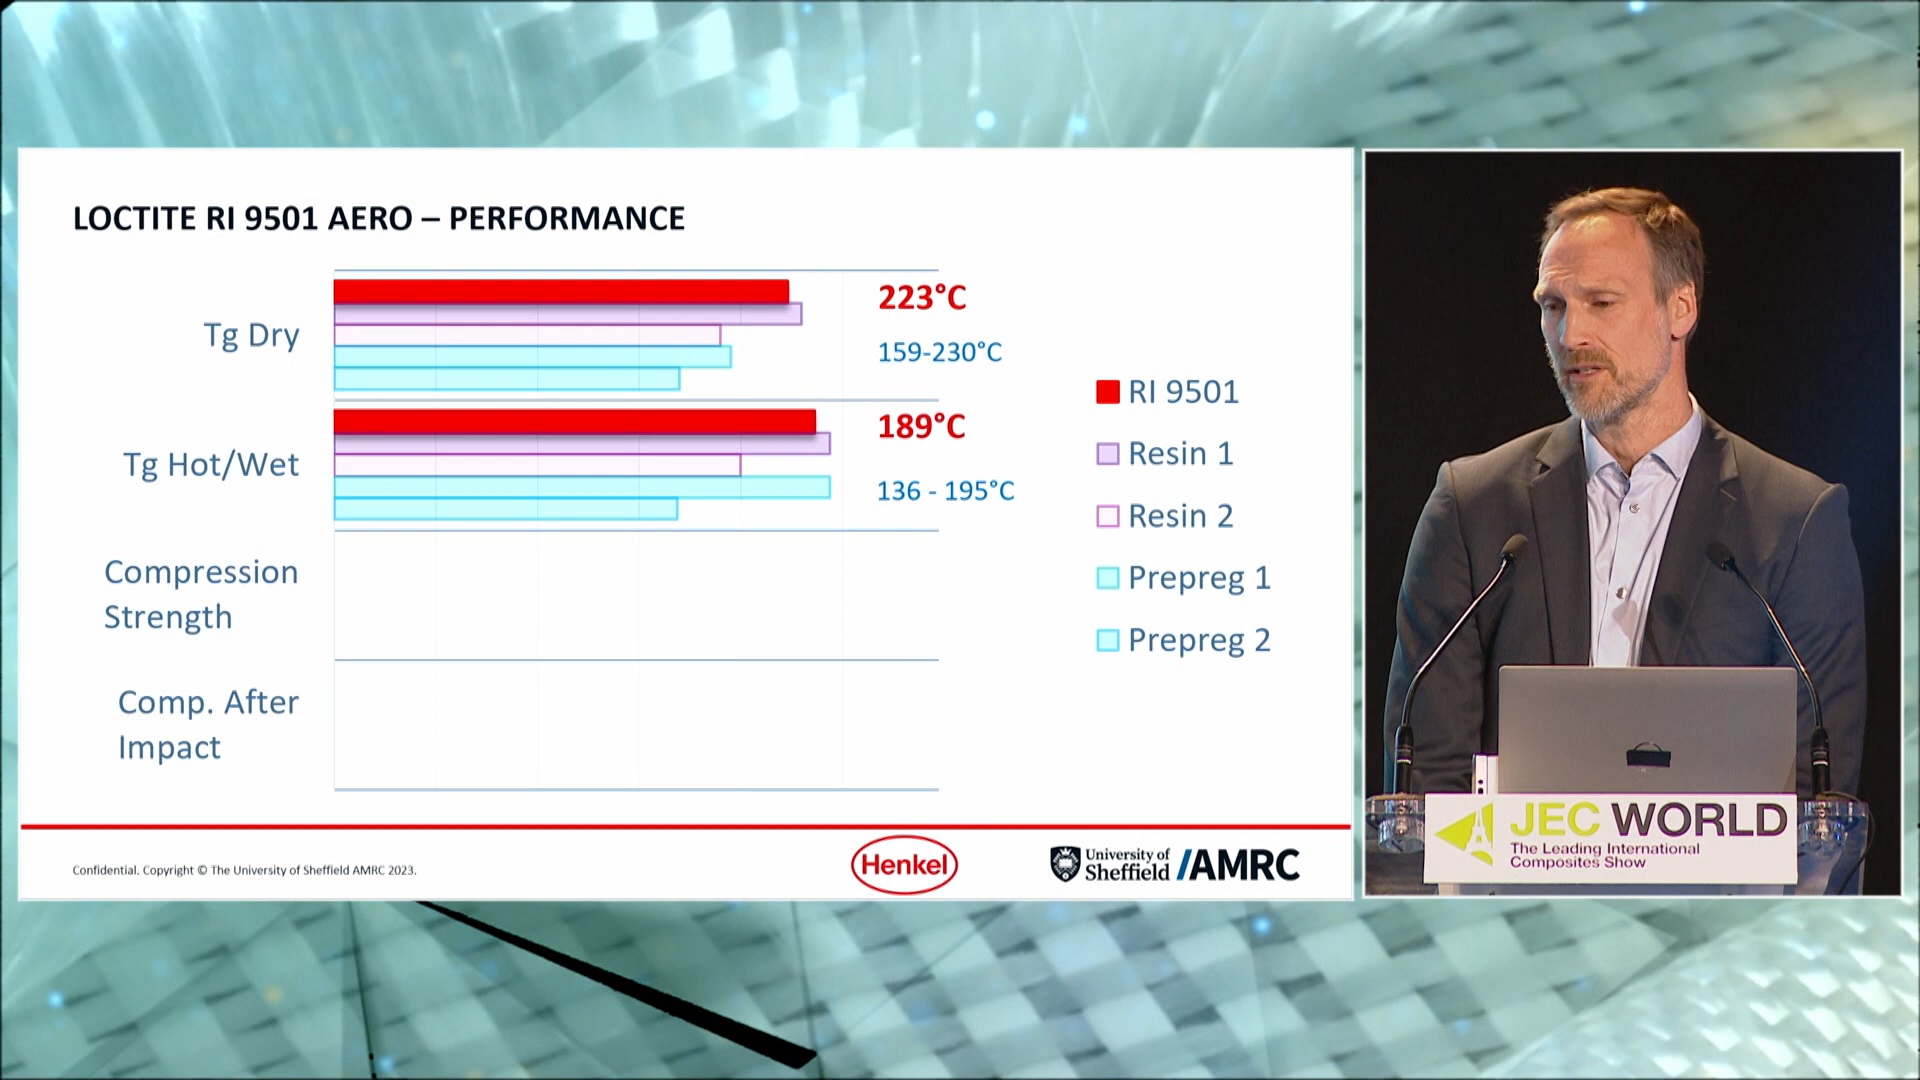 LOCTITE RI 9501 AERO – PERFORMANCE
Tg Dry
223°C
159-230°C
Tg Hot/Wet
189°C
136 - 195°C
Compression
Strength
Comp. After
Impact
RI 9501
Resin 1
Resin 2
Prepreg 1
Prepreg 2
Confidential. Copyright © The University of Sheffield AMRC 2023.
Henkel
University of
Sheffield
/AMRC
JEC WORLD
The Leading International
Composites Show